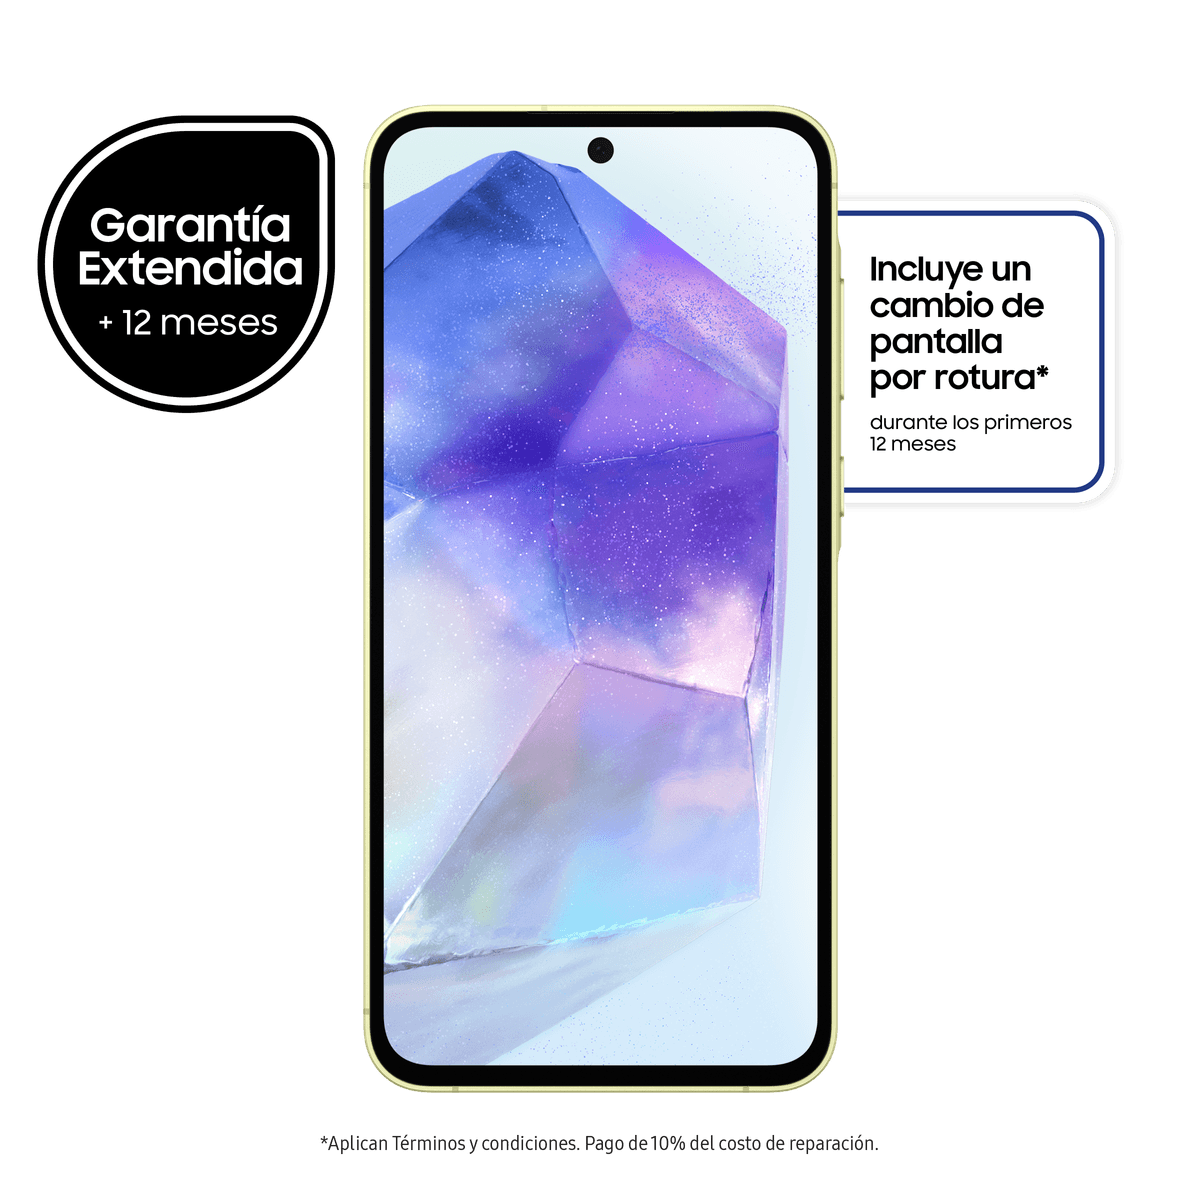 Garantía
Extendida
+ 12 meses
Incluye un
cambio de
pantalla
por rotura*
durante los primeros
12 meses
*Aplican Términos y condiciones. Pago de 10% del costo de reparación.